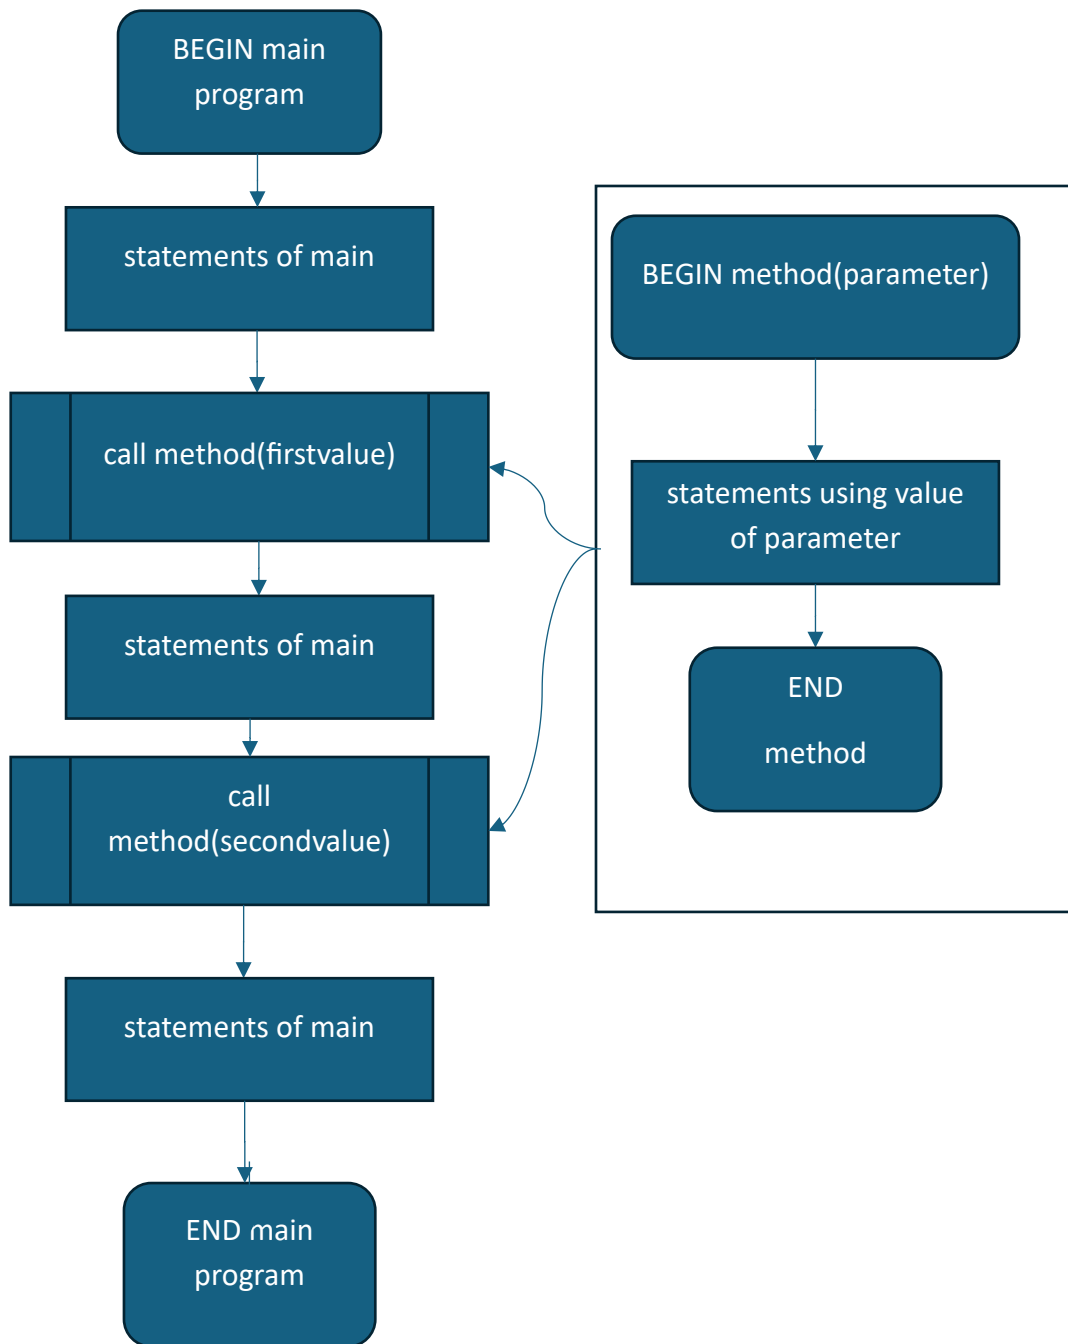 BEGIN main
program
statements of main
call method(firstvalue)
statements of main
call
method(secondvalue)
statements of main
END main
program
BEGIN method(parameter)
statements using value
of parameter
END
method